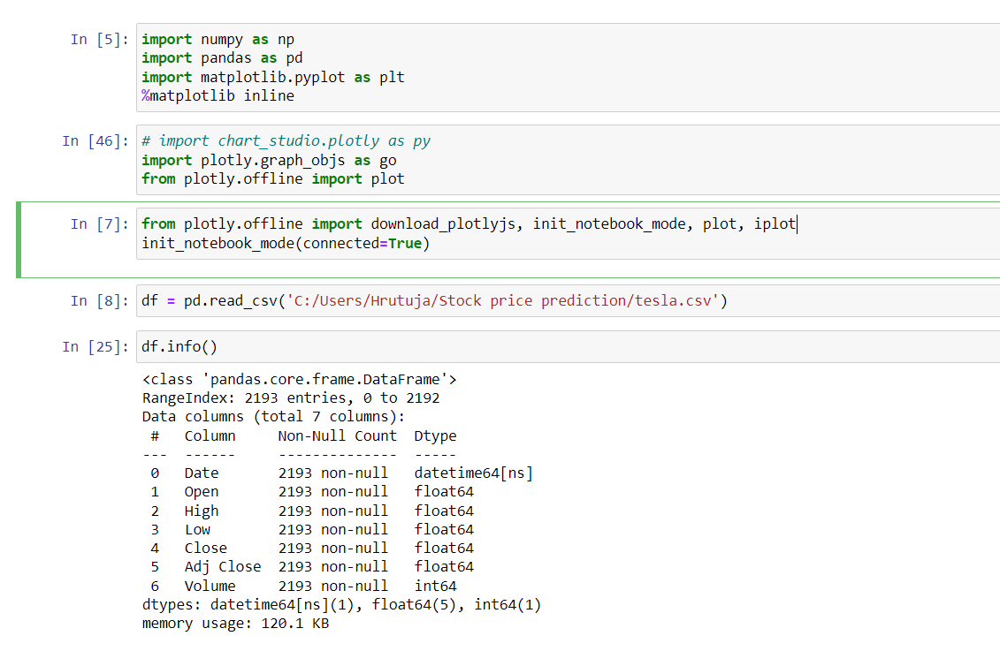 In [5]: import numpy as np
import pandas as pd
import matplotlib.pyplot as plt
%matplotlib inline
In [46]: # import chart_studio.plotly as py
import plotly.graph_objs as go
from plotly.offline import plot
In [7]: from plotly.offline import download_plotlyjs, init_notebook_mode, plot, iplot
init_notebook_mode(connected=True)
In [8]: df = pd.read_csv('C:/Users/Hrutuja/Stock price prediction/tesla.csv')
In [25]: df.info()
<class 'pandas.core.frame.DataFrame'>
RangeIndex: 2193 entries, 0 to 2192
Data columns (total 7 columns):
 #   Column     Non-Null Count  Dtype
---  ------     --------------  -----
 0   Date       2193 non-null   datetime64[ns]
 1   Open       2193 non-null   float64
 2   High       2193 non-null   float64
 3   Low        2193 non-null   float64
 4   Close      2193 non-null   float64
 5   Adj Close  2193 non-null   float64
 6   Volume     2193 non-null   int64
dtypes: datetime64[ns](1), float64(5), int64(1)
memory usage: 120.1 KB